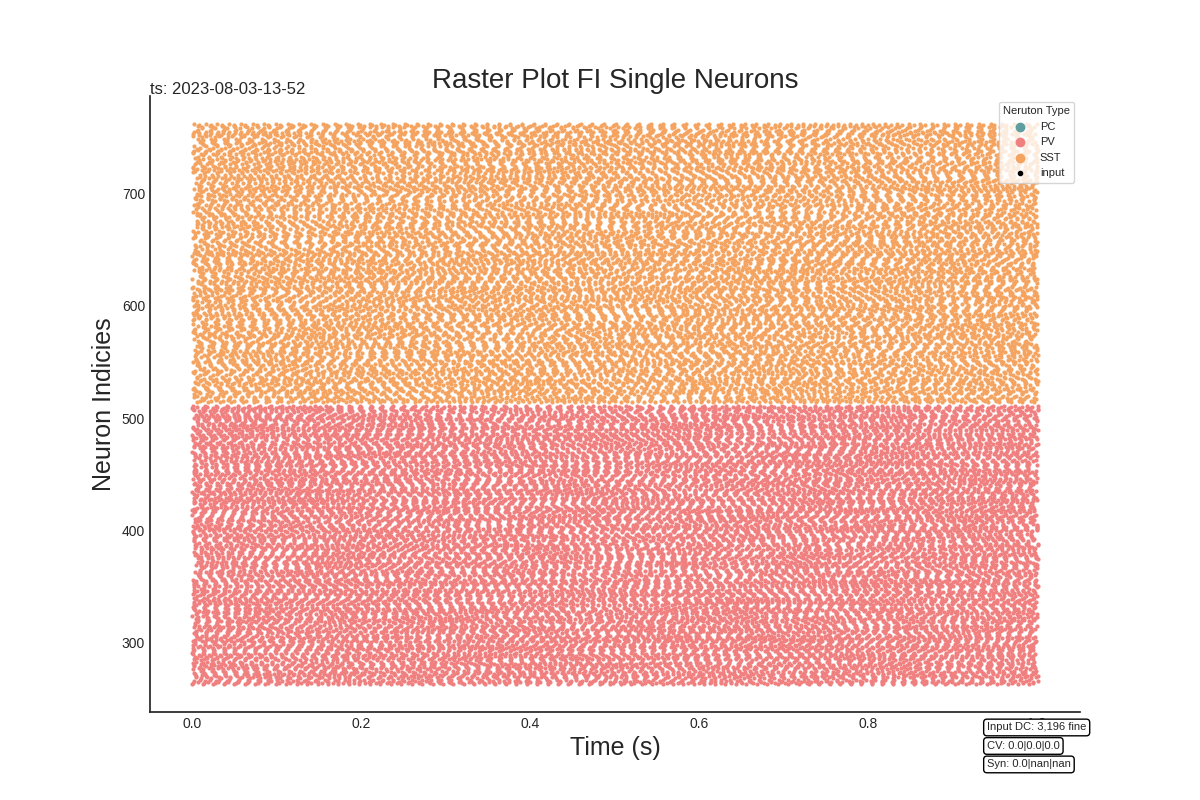 Raster Plot FI Single Neurons
ts: 2023-08-03-13-52
Neruton Type
PC
PV
SST
input
Neuron Indicies
700
600
500
400
300
0.0
0.2
0.4
0.6
0.8
Time (s)
Input DC: 3,196 fine
CV: 0.0|0.0|0.0
Syn: 0.0|nan|nan